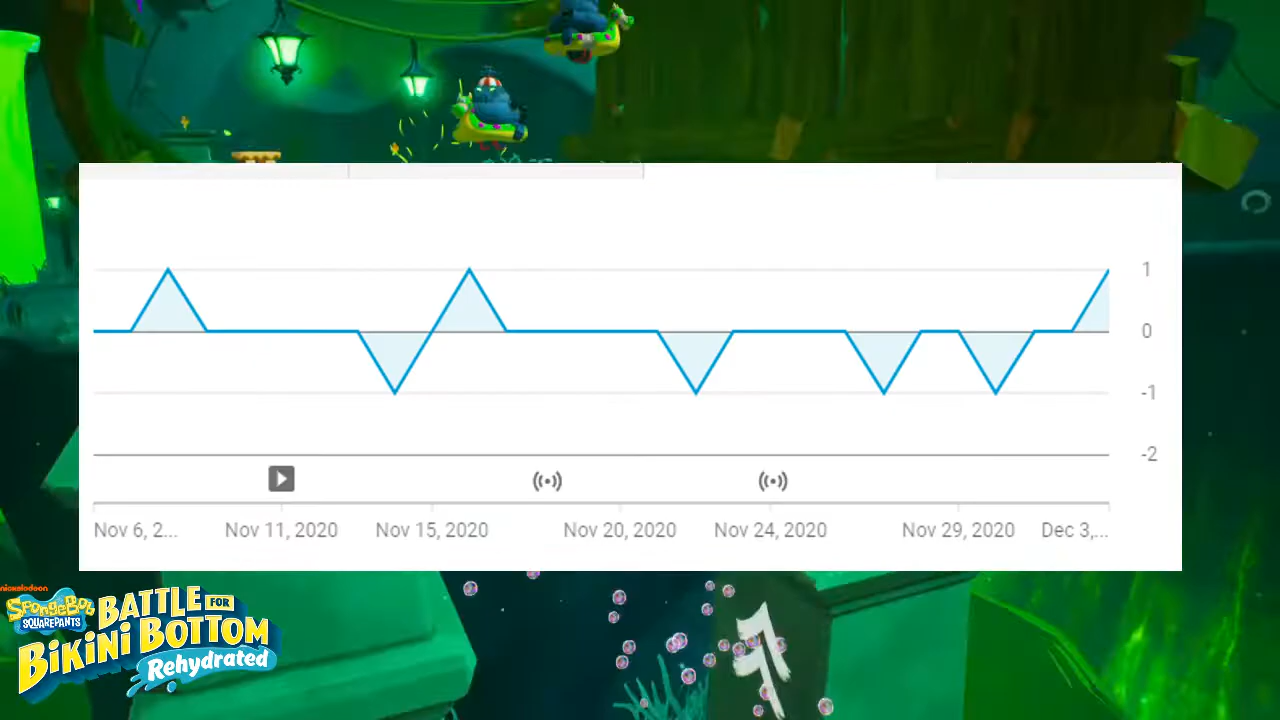 1
0
-1
-2
Nov 6, 2... Nov 11, 2020 Nov 15, 2020 Nov 20, 2020 Nov 24, 2020 Nov 29, 2020 Dec 3,...
nickelodeon
SpongeBob
SQUAREPANTS
BATTLE FOR
BIKINI BOTTOM
Rehydrated